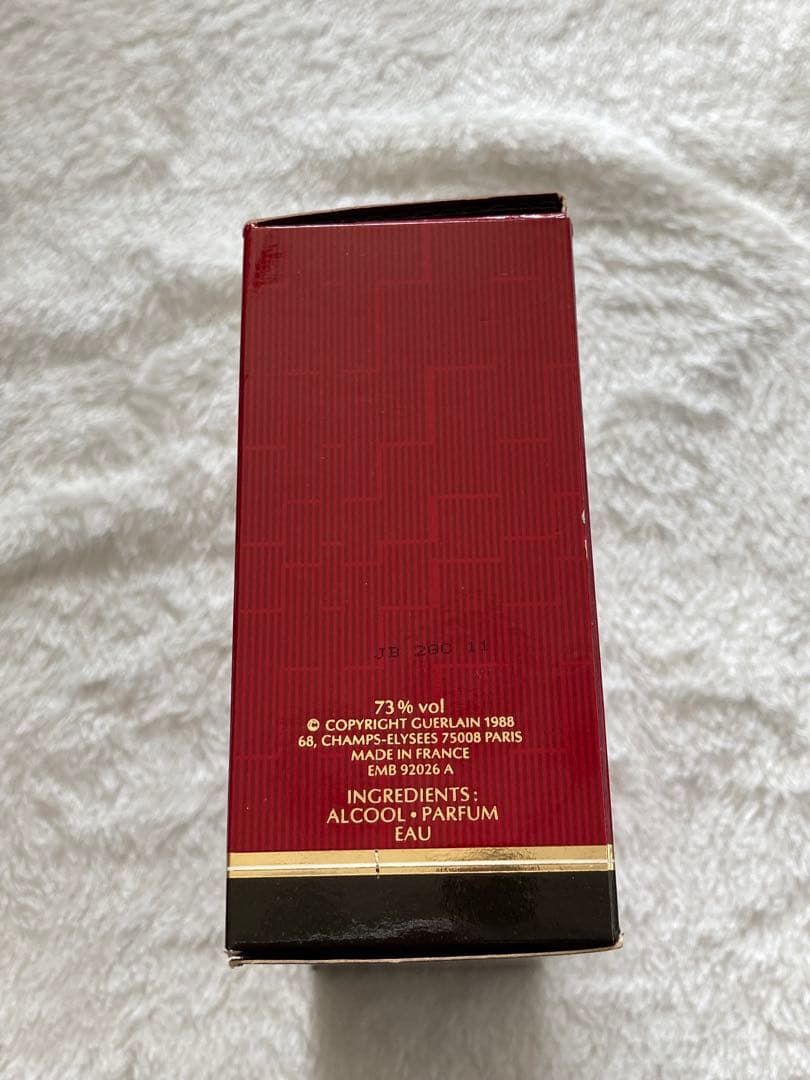 JB 2GC 11
73% vol
© COPYRIGHT GUERLAIN 1988
68, CHAMPS-ELYSEES 75008 PARIS
MADE IN FRANCE
EMB 92026 A
INGREDIENTS :
ALCOOL • PARFUM
EAU